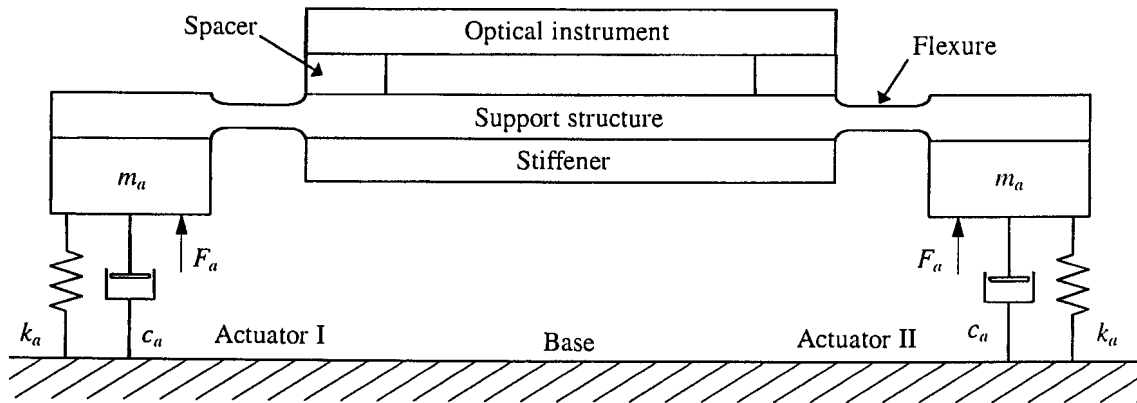 Optical instrument
Spacer
Flexure
Support structure
Stiffener
m_a
m_a
F_a
F_a
k_a
c_a
Actuator I
Base
Actuator II
c_a
k_a